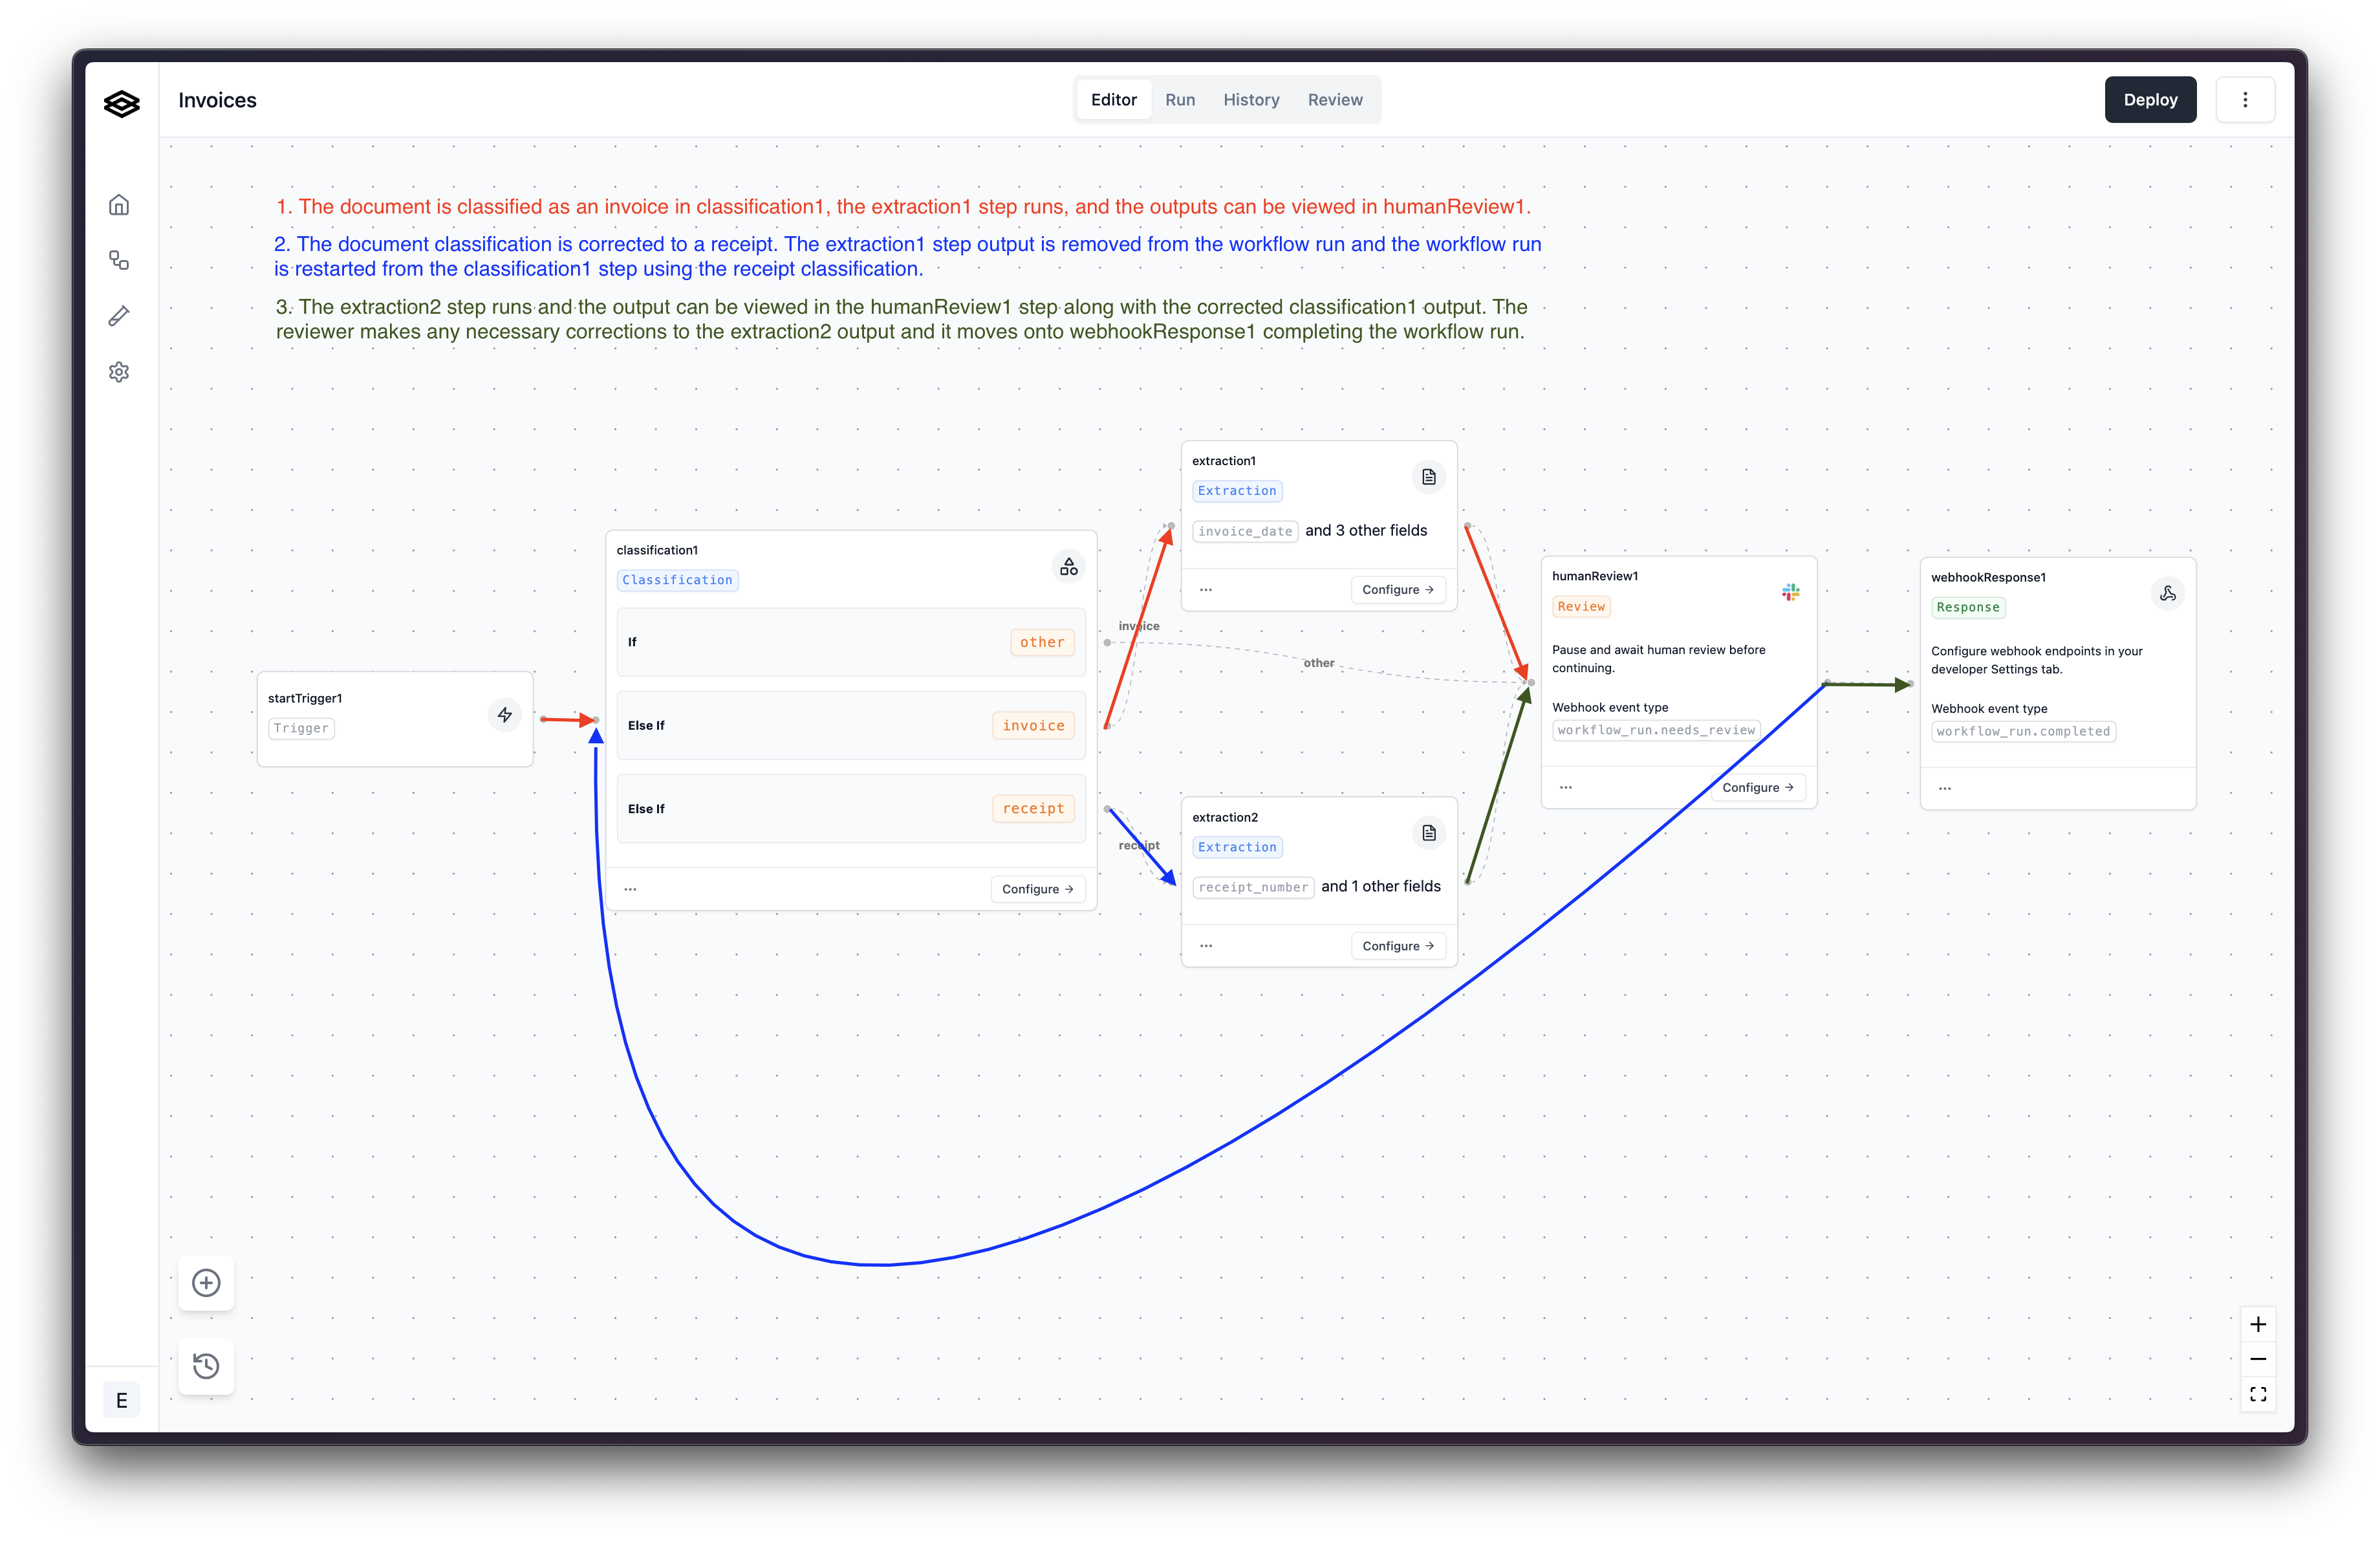 Invoices
Editor
Run
History
Review
Deploy
1. The document is classified as an invoice in classification1, the extraction1 step runs, and the outputs can be viewed in humanReview1.
2. The document classification is corrected to a receipt. The extraction1 step output is removed from the workflow run and the workflow run
is restarted from the classification1 step using the receipt classification.
3. The extraction2 step runs and the output can be viewed in the humanReview1 step along with the corrected classification1 output. The
reviewer makes any necessary corrections to the extraction2 output and it moves onto webhookResponse1 completing the workflow run.
startTrigger1
Trigger
classification1
Classification
If
other
Else If
invoice
Else If
receipt
Configure
invoice
other
receipt
extraction1
Extraction
invoice_date and 3 other fields
Configure
extraction2
Extraction
receipt_number and 1 other fields
Configure
humanReview1
Review
Pause and await human review before
continuing.
Webhook event type
workflow_run.needs_review
Configure
webhookResponse1
Response
Configure webhook endpoints in your
developer Settings tab.
Webhook event type
workflow_run.completed
E